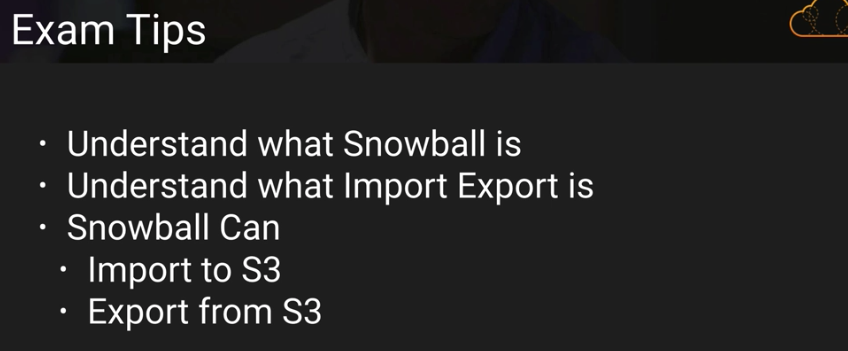 Exam Tips
• Understand what Snowball is
• Understand what Import Export is
• Snowball Can
• Import to S3
• Export from S3